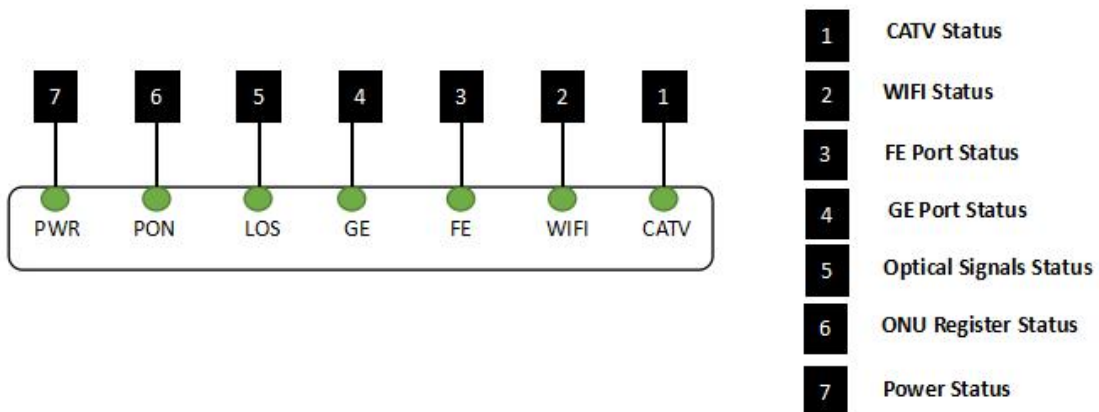 7 6 5 4 3 2 1
PWR PON LOS GE FE WIFI CATV
1 CATV Status
2 WIFI Status
3 FE Port Status
4 GE Port Status
5 Optical Signals Status
6 ONU Register Status
7 Power Status